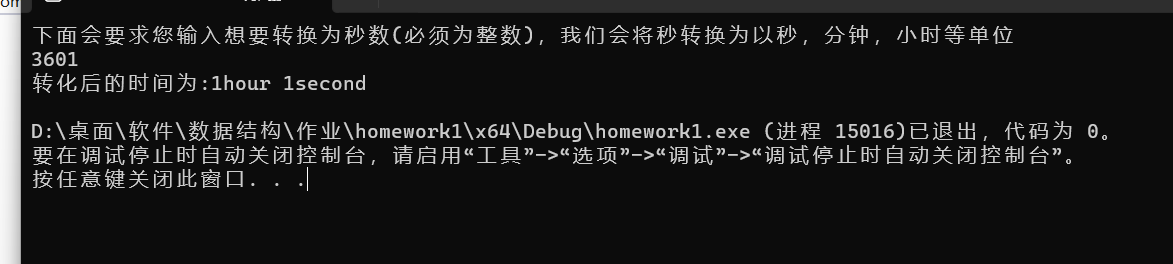 下面会要求您输入想要转换为秒数(必须为整数)，我们会将秒转换为以秒，分钟，小时等单位
3601
转化后的时间为:1hour 1second
D:\桌面\软件\数据结构\作业\homework1\x64\Debug\homework1.exe (进程 15016)已退出，代码为 0。
要在调试停止时自动关闭控制台，请启用“工具”->“选项”->“调试”->“调试停止时自动关闭控制台”。
按任意键关闭此窗口. . .